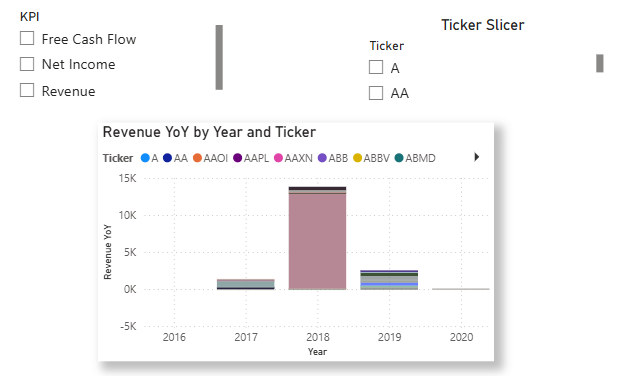 KPI
Free Cash Flow
Net Income
Revenue
Ticker Slicer
Ticker
A
AA
Revenue YoY by Year and Ticker
Ticker A AA AAOI AAPL AAXN ABB ABBV ABMD
15K
10K
5K
0K
-5K
Revenue YoY
2016 2017 2018 2019 2020
Year